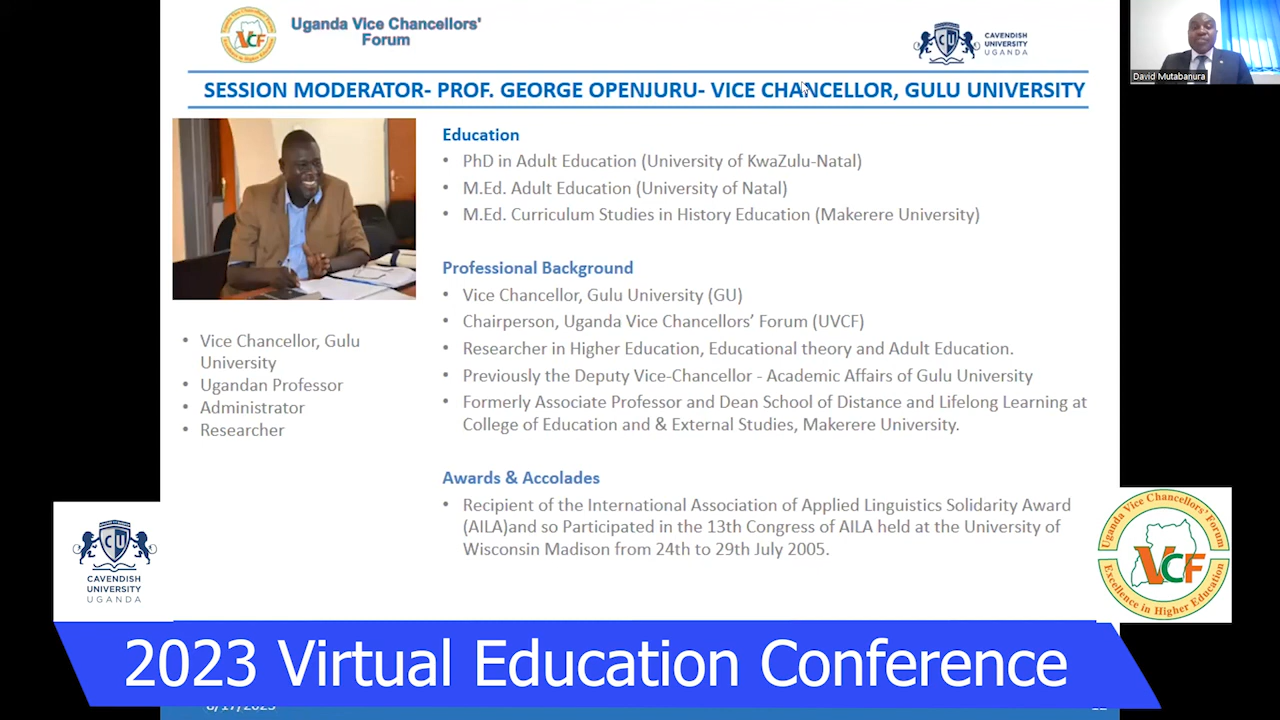 Uganda Vice Chancellors'
Forum
VCF
CU
CAVENDISH
UNIVERSITY
UGANDA
David Mutabanura
SESSION MODERATOR- PROF. GEORGE OPENJURU- VICE CHANCELLOR, GULU UNIVERSITY
Education
• PhD in Adult Education (University of KwaZulu-Natal)
• M.Ed. Adult Education (University of Natal)
• M.Ed. Curriculum Studies in History Education (Makerere University)
Professional Background
• Vice Chancellor, Gulu University (GU)
• Chairperson, Uganda Vice Chancellors’ Forum (UVCF)
• Researcher in Higher Education, Educational theory and Adult Education.
• Previously the Deputy Vice-Chancellor - Academic Affairs of Gulu University
• Formerly Associate Professor and Dean School of Distance and Lifelong Learning at
College of Education and & External Studies, Makerere University.
Awards & Accolades
• Recipient of the International Association of Applied Linguistics Solidarity Award
(AILA)and so Participated in the 13th Congress of AILA held at the University of
Wisconsin Madison from 24th to 29th July 2005.
• Vice Chancellor, Gulu
University
• Ugandan Professor
• Administrator
• Researcher
CU
CAVENDISH
UNIVERSITY
UGANDA
Uganda Vice Chancellors' Forum
VCF
Excellence in Higher Education
2023 Virtual Education Conference